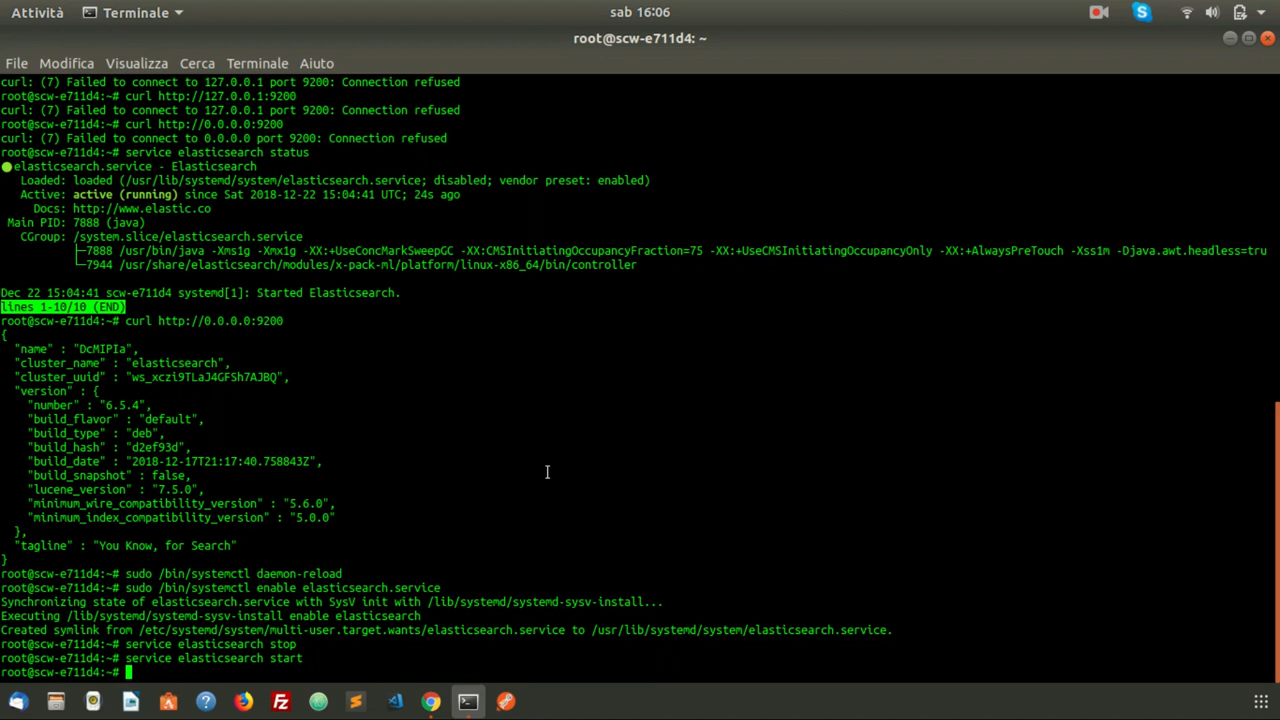 Attività Terminale sab 16:06
root@scw-e711d4: ~
File Modifica Visualizza Cerca Terminale Aiuto
curl: (7) Failed to connect to 127.0.0.1 port 9200: Connection refused
root@scw-e711d4:~# curl http://127.0.0.1:9200
curl: (7) Failed to connect to 127.0.0.1 port 9200: Connection refused
root@scw-e711d4:~# curl http://0.0.0.0:9200
curl: (7) Failed to connect to 0.0.0.0 port 9200: Connection refused
root@scw-e711d4:~# service elasticsearch status
● elasticsearch.service - Elasticsearch
   Loaded: loaded (/usr/lib/systemd/system/elasticsearch.service; disabled; vendor preset: enabled)
   Active: active (running) since Sat 2018-12-22 15:04:41 UTC; 24s ago
     Docs: http://www.elastic.co
 Main PID: 7888 (java)
   CGroup: /system.slice/elasticsearch.service
           ├─7888 /usr/bin/java -Xms1g -Xmx1g -XX:+UseConcMarkSweepGC -XX:CMSInitiatingOccupancyFraction=75 -XX:+UseCMSInitiatingOccupancyOnly -XX:+AlwaysPreTouch -Xss1m -Djava.awt.headless=tru
           └─7944 /usr/share/elasticsearch/modules/x-pack-ml/platform/linux-x86_64/bin/controller
Dec 22 15:04:41 scw-e711d4 systemd[1]: Started Elasticsearch.
lines 1-10/10 (END)
root@scw-e711d4:~# curl http://0.0.0.0:9200
{
  "name" : "DcMIPIa",
  "cluster_name" : "elasticsearch",
  "cluster_uuid" : "ws_xczi9TLaJ4GFSh7AJBQ",
  "version" : {
    "number" : "6.5.4",
    "build_flavor" : "default",
    "build_type" : "deb",
    "build_hash" : "d2ef93d",
    "build_date" : "2018-12-17T21:17:40.758843Z",
    "build_snapshot" : false,
    "lucene_version" : "7.5.0",
    "minimum_wire_compatibility_version" : "5.6.0",
    "minimum_index_compatibility_version" : "5.0.0"
  },
  "tagline" : "You Know, for Search"
}
root@scw-e711d4:~# sudo /bin/systemctl daemon-reload
root@scw-e711d4:~# sudo /bin/systemctl enable elasticsearch.service
Synchronizing state of elasticsearch.service with SysV init with /lib/systemd/systemd-sysv-install...
Executing /lib/systemd/systemd-sysv-install enable elasticsearch
Created symlink from /etc/systemd/system/multi-user.target.wants/elasticsearch.service to /usr/lib/systemd/system/elasticsearch.service.
root@scw-e711d4:~# service elasticsearch stop
root@scw-e711d4:~# service elasticsearch start
root@scw-e711d4:~#